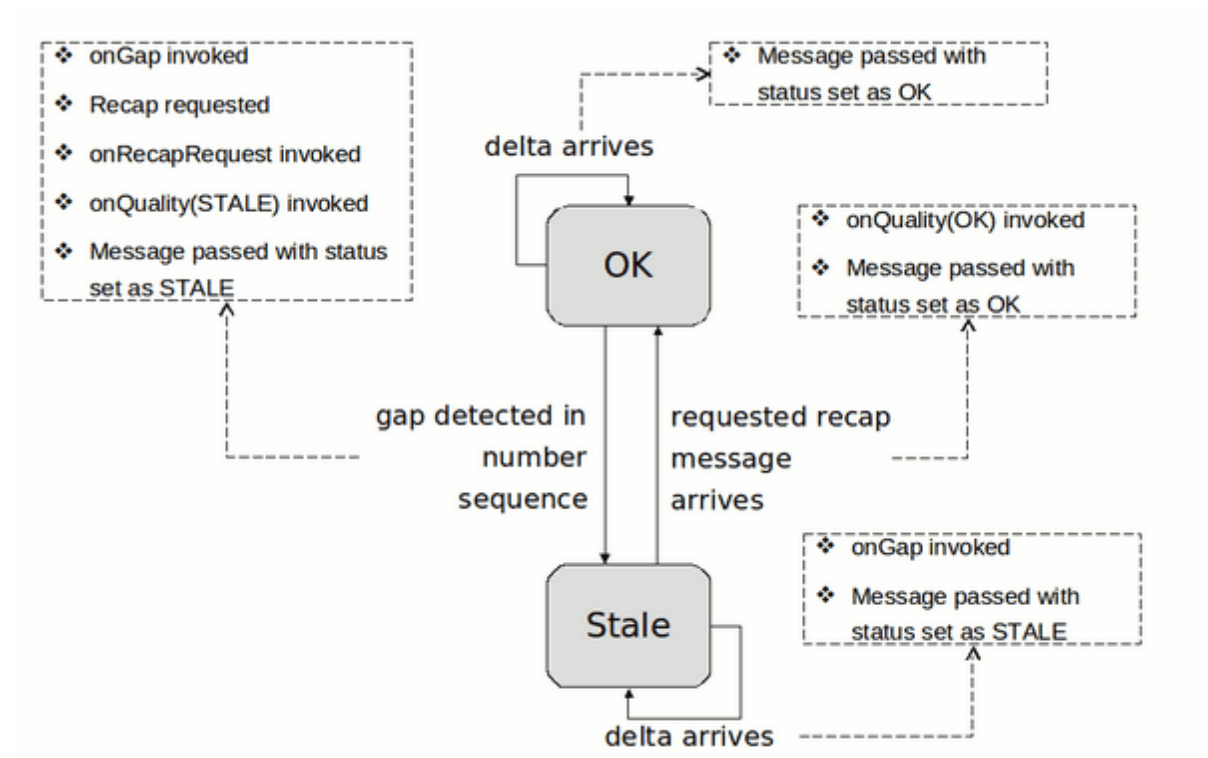 ❖ onGap invoked
❖ Recap requested
❖ onRecapRequest invoked
❖ onQuality(STALE) invoked
❖ Message passed with status
set as STALE
❖ Message passed with
status set as OK
delta arrives
OK
❖ onQuality(OK) invoked
❖ Message passed with
status set as OK
gap detected in
number
sequence
requested recap
message
arrives
❖ onGap invoked
❖ Message passed with
status set as STALE
Stale
delta arrives